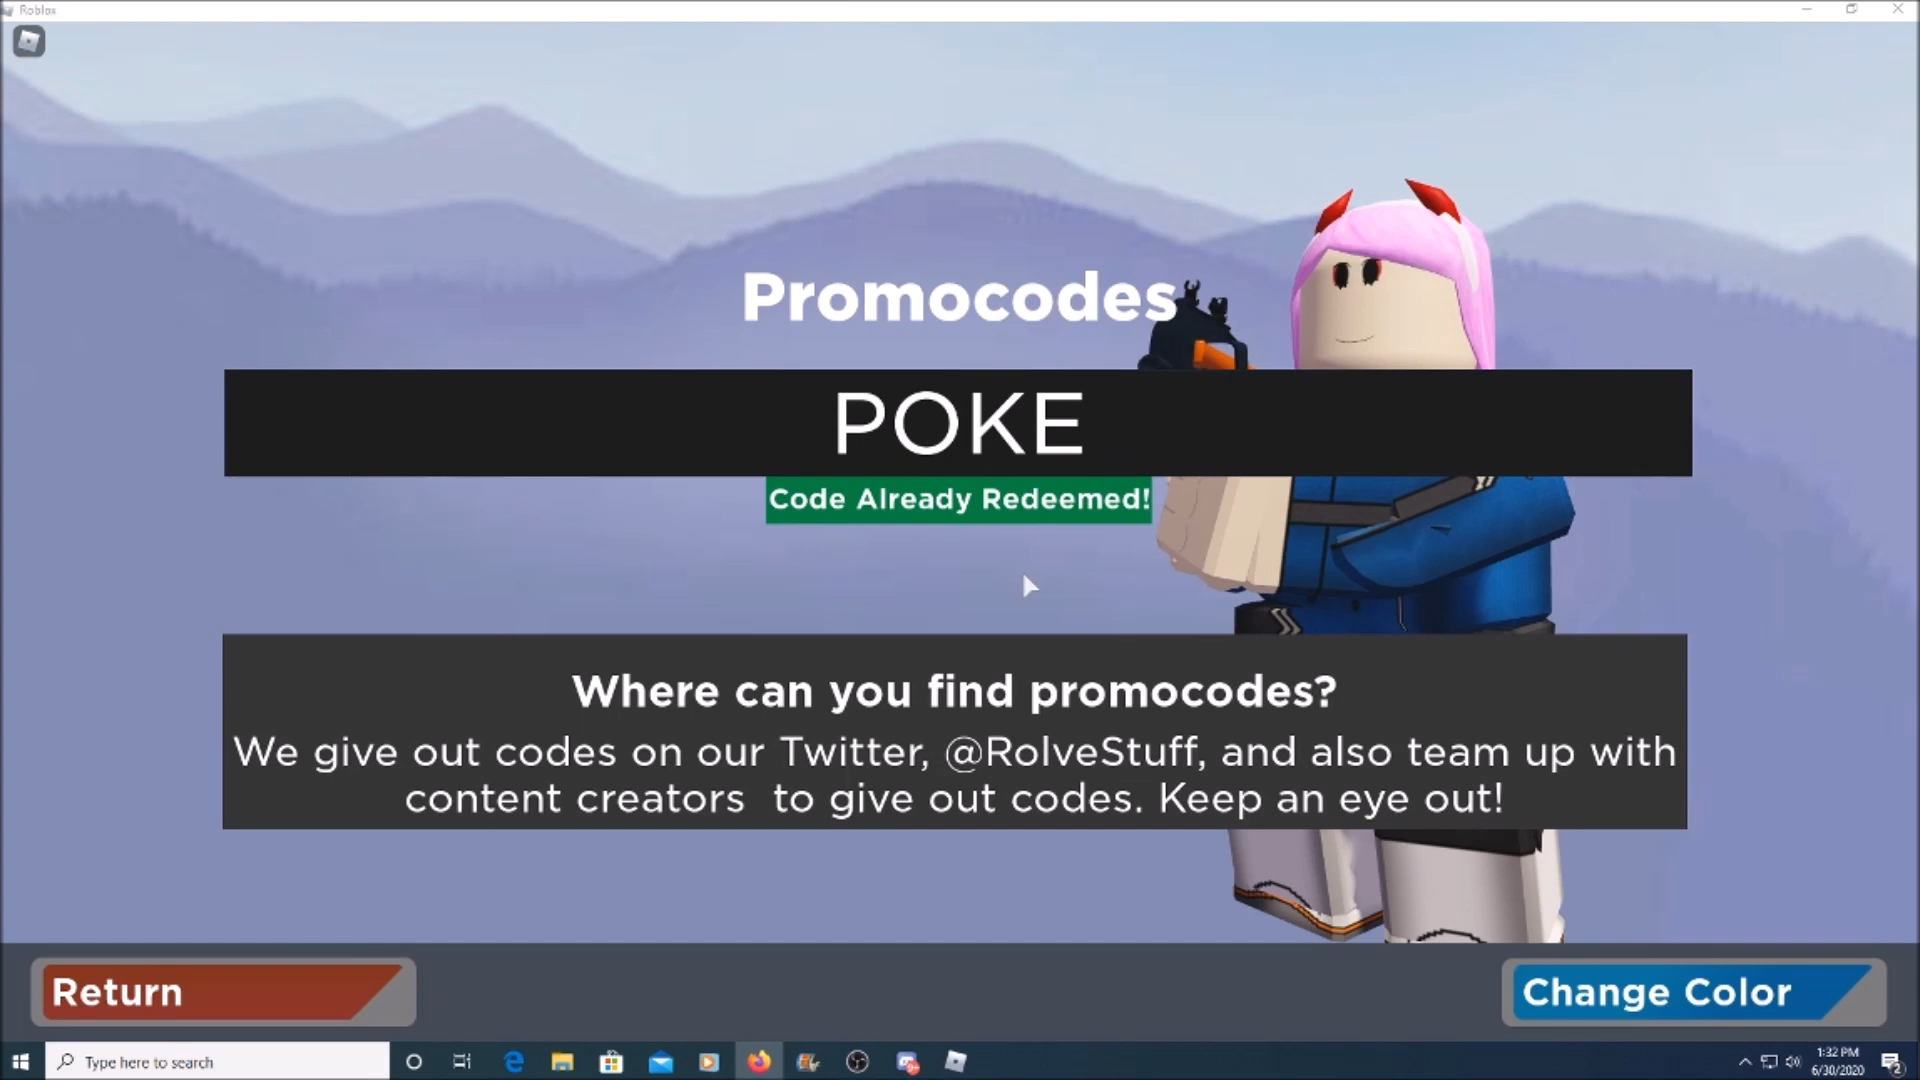 Roblox
Promocodes
POKE
Code Already Redeemed!
Where can you find promocodes?
We give out codes on our Twitter, @RolveStuff, and also team up with
content creators  to give out codes. Keep an eye out!
Return
Change Color
Type here to search
9+
1:32 PM
6/30/2020
2